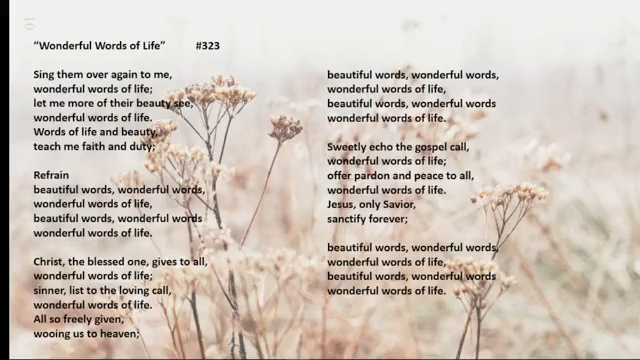 “Wonderful Words of Life” #323
Sing them over again to me,
wonderful words of life;
let me more of their beauty see,
wonderful words of life.
Words of life and beauty,
teach me faith and duty;
Refrain
beautiful words, wonderful words,
wonderful words of life,
beautiful words, wonderful words
wonderful words of life.
Christ, the blessed one, gives to all,
wonderful words of life;
sinner, list to the loving call,
wonderful words of life.
All so freely given,
wooing us to heaven;
beautiful words, wonderful words,
wonderful words of life,
beautiful words, wonderful words
wonderful words of life.
Sweetly echo the gospel call,
wonderful words of life;
offer pardon and peace to all,
wonderful words of life.
Jesus, only Savior,
sanctify forever;
beautiful words, wonderful words,
wonderful words of life,
beautiful words, wonderful words
wonderful words of life.